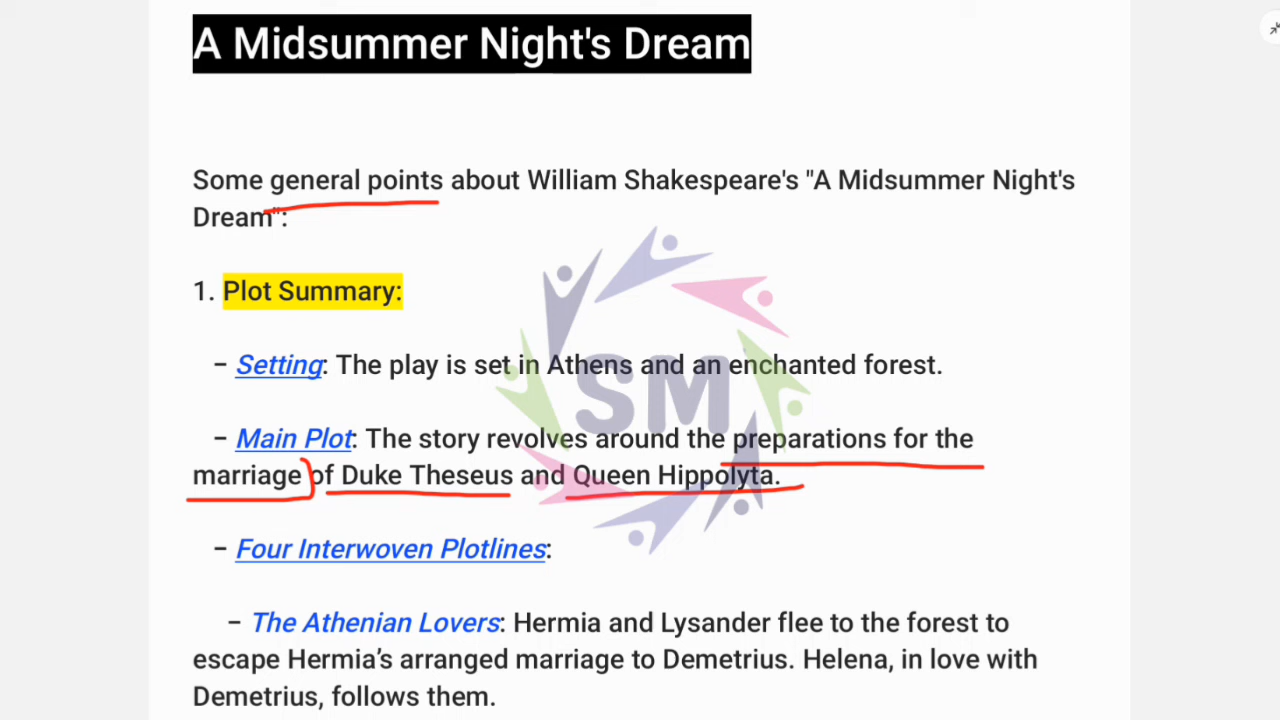 A Midsummer Night's Dream
Some general points about William Shakespeare's "A Midsummer Night's
Dream":
1. Plot Summary:
– Setting: The play is set in Athens and an enchanted forest.
– Main Plot: The story revolves around the preparations for the
marriage of Duke Theseus and Queen Hippolyta.
– Four Interwoven Plotlines:
– The Athenian Lovers: Hermia and Lysander flee to the forest to
escape Hermia’s arranged marriage to Demetrius. Helena, in love with
Demetrius, follows them.
SM